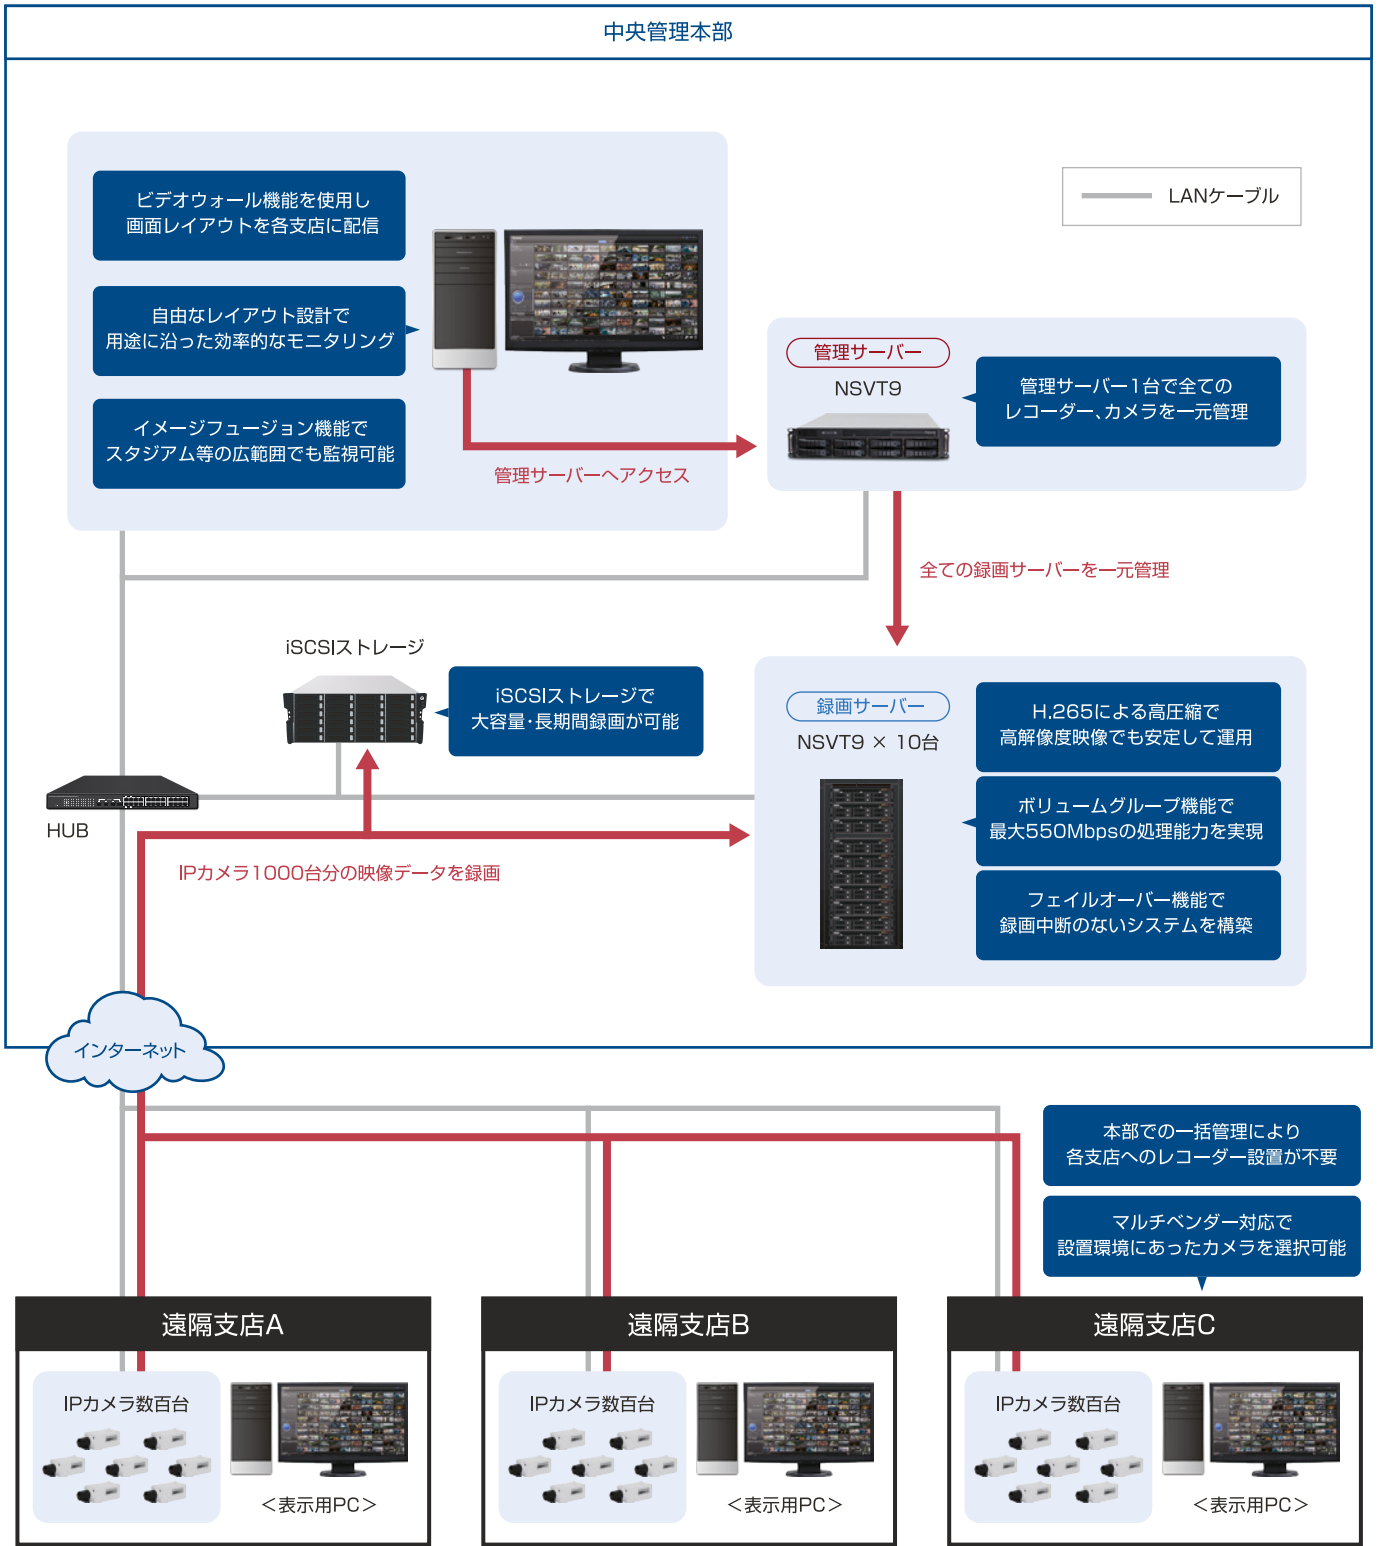 中央管理本部
ビデオウォール機能を使用し
画面レイアウトを各支店に配信
自由なレイアウト設計で
用途に沿った効率的なモニタリング
イメージフュージョン機能で
スタジアム等の広範囲でも監視可能
管理サーバーへアクセス
LANケーブル
管理サーバー
NSVT9
管理サーバー1台で全ての
レコーダー、カメラを一元管理
全ての録画サーバーを一元管理
iSCSIストレージ
iSCSIストレージで
大容量・長期間録画が可能
HUB
IPカメラ1000台分の映像データを録画
録画サーバー
NSVT9 × 10台
H.265による高圧縮で
高解像度映像でも安定して運用
ボリュームグループ機能で
最大550Mbpsの処理能力を実現
フェイルオーバー機能で
録画中断のないシステムを構築
インターネット
本部での一括管理により
各支店へのレコーダー設置が不要
マルチベンダー対応で
設置環境にあったカメラを選択可能
遠隔支店A
IPカメラ数百台
＜表示用PC＞
遠隔支店B
IPカメラ数百台
＜表示用PC＞
遠隔支店C
IPカメラ数百台
＜表示用PC＞